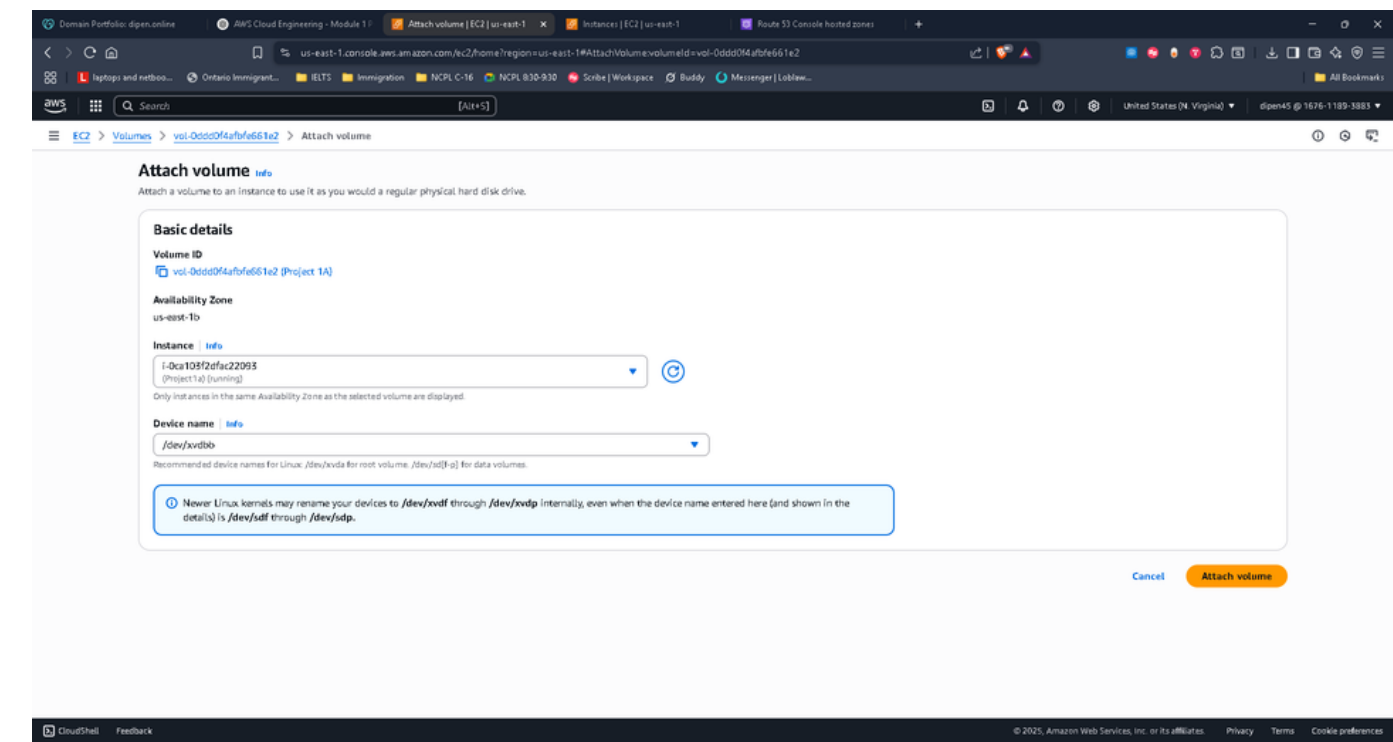 Domain Portfolio: dipen.online
AWS Cloud Engineering - Module 1 P
Attach volume | EC2 | us-east-1
Instances | EC2 | us-east-1
Route 53 Console hosted zones
us-east-1.console.aws.amazon.com/ec2/home?region=us-east-1#AttachVolume:volumeId=vol-0ddd0f4afbfe661e2
laptops and netboo...
Ontario Immigrant...
IELTS
Immigration
NCPL C-16
NCPL 830-930
Scribe | Workspace
Buddy
Messenger | Loblaw...
All Bookmarks
aws
Search
[Alt+S]
United States (N. Virginia)
dipen45 @ 1676-1189-3883
EC2 > Volumes > vol-0ddd0f4afbfe661e2 > Attach volume
Attach volume Info
Attach a volume to an instance to use it as you would a regular physical hard disk drive.
Basic details
Volume ID
vol-0ddd0f4afbfe661e2 (Project 1A)
Availability Zone
us-east-1b
Instance | Info
i-0ca103f2dfac22093
(Project1a) (running)
Only instances in the same Availability Zone as the selected volume are displayed.
Device name | Info
/dev/xvdbb
Recommended device names for Linux: /dev/xvda for root volume. /dev/sd[f-p] for data volumes.
Newer Linux kernels may rename your devices to /dev/xvdf through /dev/xvdp internally, even when the device name entered here (and shown in the
details) is /dev/sdf through /dev/sdp.
Cancel
Attach volume
CloudShell
Feedback
© 2025, Amazon Web Services, Inc. or its affiliates.
Privacy
Terms
Cookie preferences